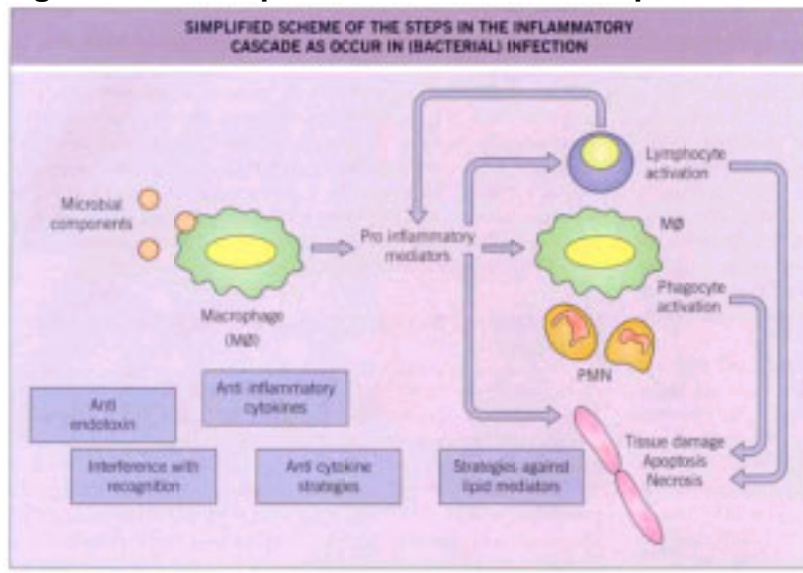 SIMPLIFIED SCHEME OF THE STEPS IN THE INFLAMMATORY
CASCADE AS OCCUR IN (BACTERIAL) INFECTION
Microbial
components
Macrophage
(MØ)
Pro inflammatory
mediators
Lymphocyte
activation
MØ
Phagocyte
activation
PMN
Tissue damage
Apoptosis
Necrosis
Anti
endotoxin
Anti inflammatory
cytokines
Interference with
recognition
Anti cytokine
strategies
Strategies against
lipid mediators